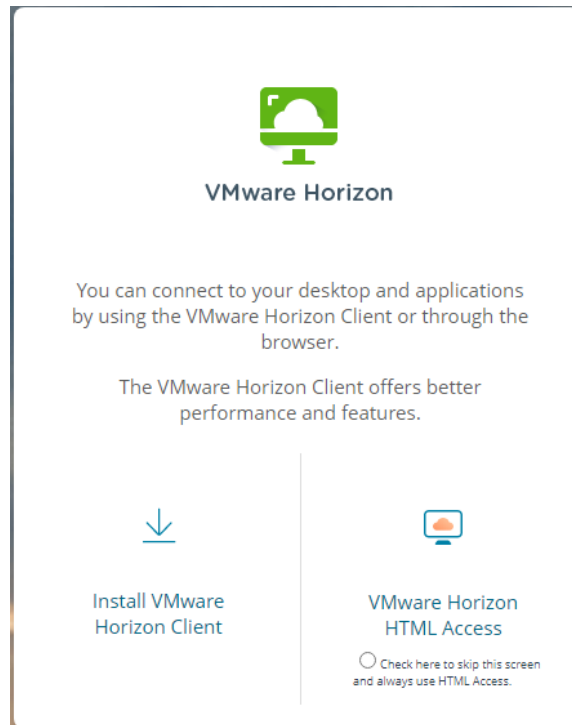 VMware Horizon
You can connect to your desktop and applications
by using the VMware Horizon Client or through the
browser.
The VMware Horizon Client offers better
performance and features.
Install VMware
Horizon Client
VMware Horizon
HTML Access
Check here to skip this screen
and always use HTML Access.